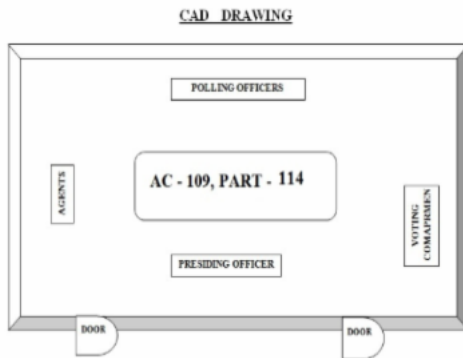 CAD DRAWING
POLLING OFFICERS
AGENTS
AC - 109, PART - 114
VOTING
COMAPRMEN
PRESIDING OFFICER
DOOR
DOOR